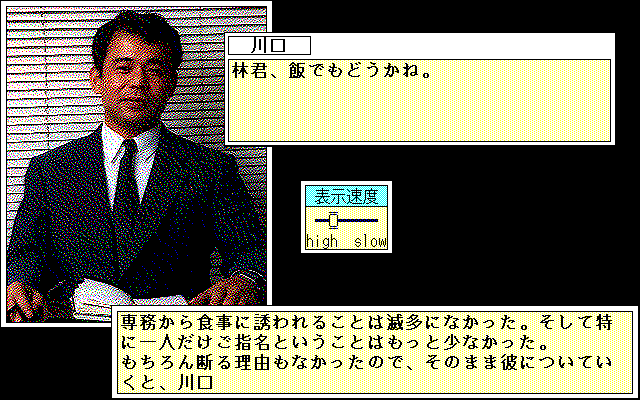 川口
林君、飯でもどうかね。
表示速度
high slow
専務から食事に誘われることは滅多になかった。そして特
に一人だけご指名ということはもっと少なかった。
もちろん断る理由もなかったので、そのまま彼についてい
くと、川口